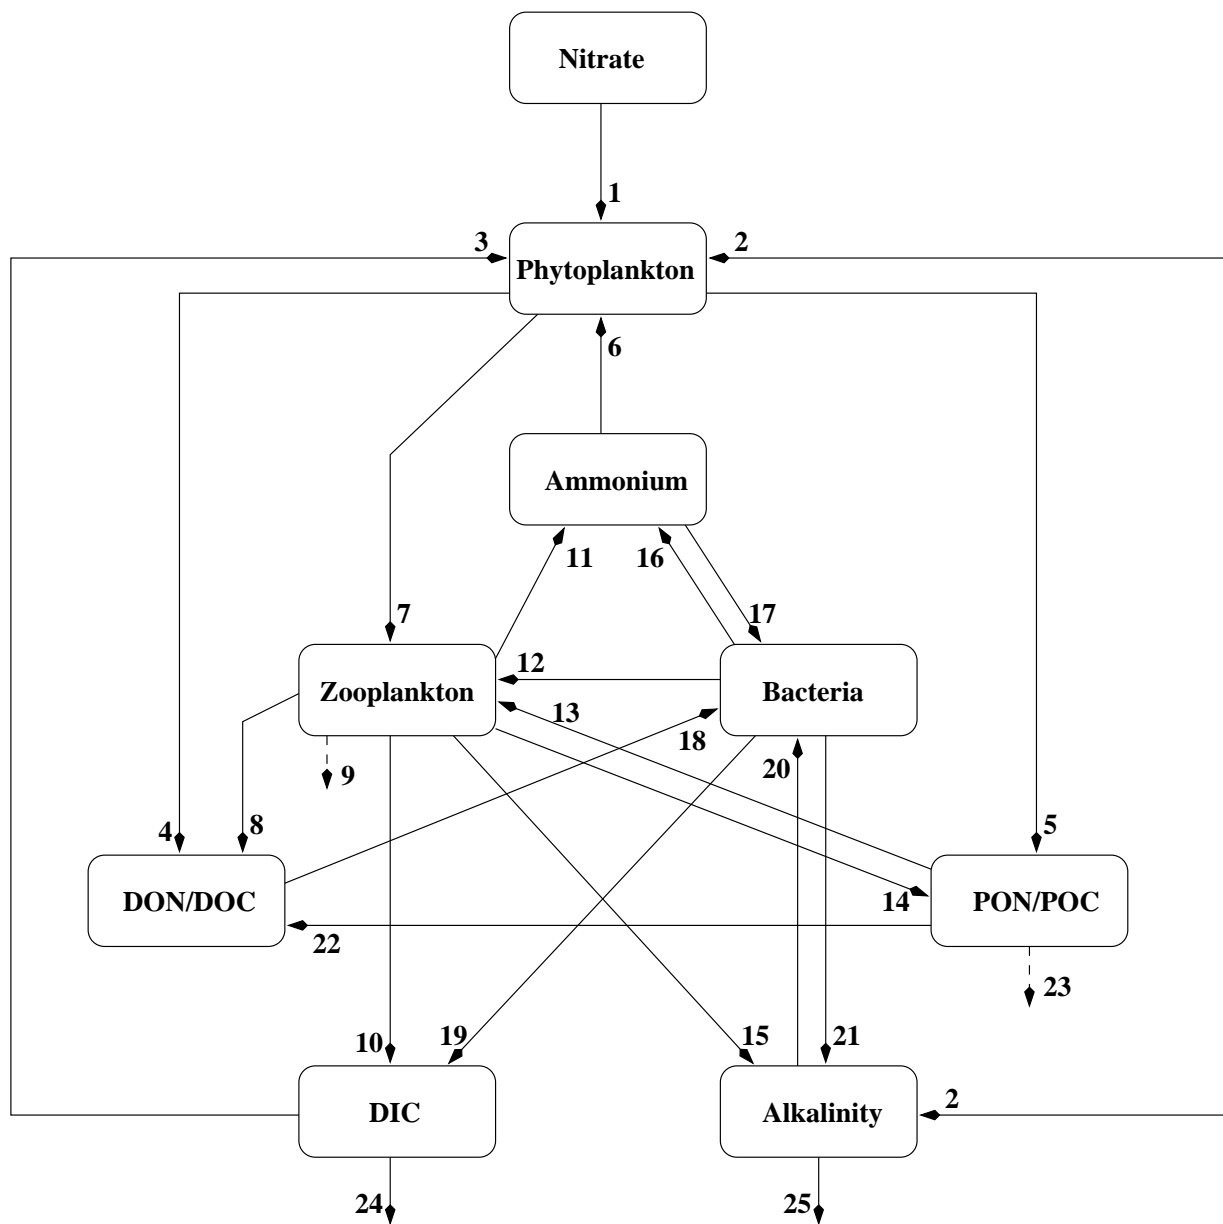 Nitrate
1
3
2
Phytoplankton
6
Ammonium
11
16
7
17
12
Zooplankton
Bacteria
13
18
9
20
4
8
5
DON/DOC
14
PON/POC
22
23
10
19
15
21
2
DIC
Alkalinity
24
25